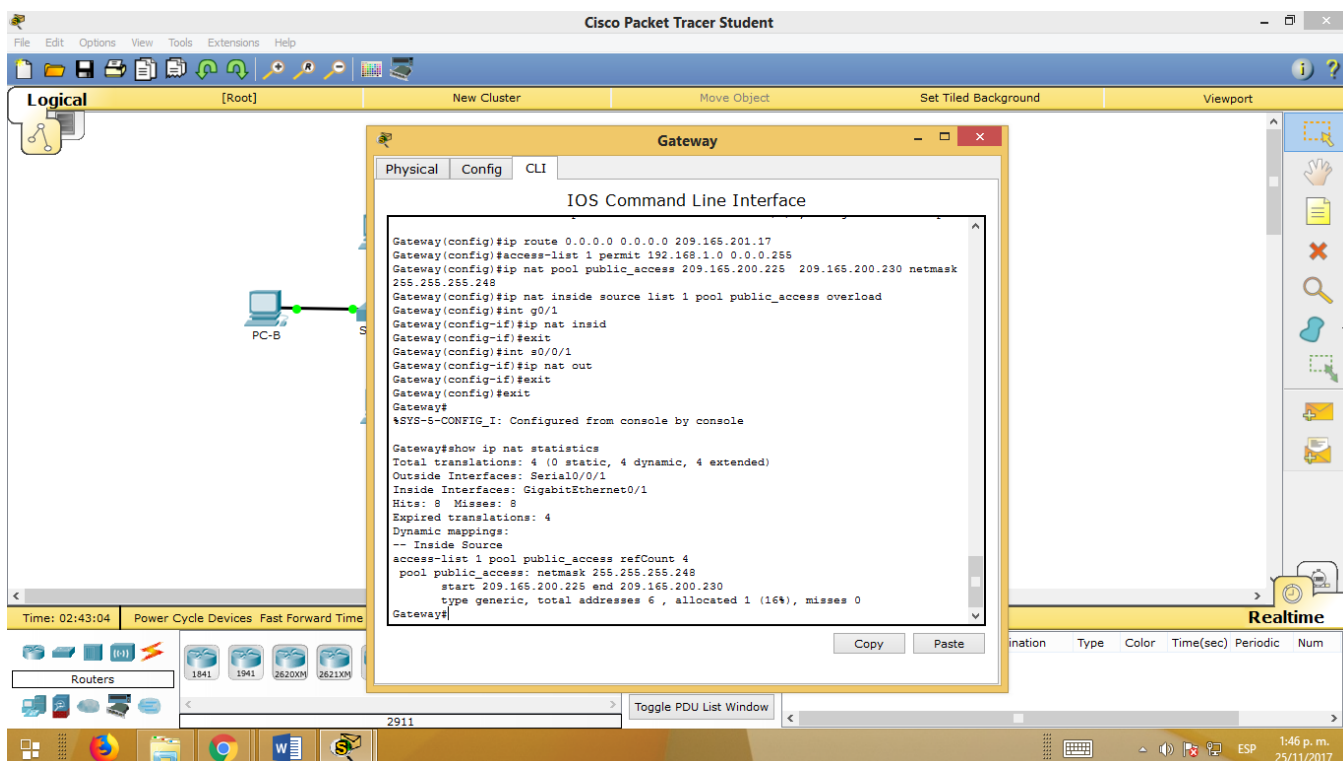 Cisco Packet Tracer Student
File Edit Options View Tools Extensions Help
Logical [Root] New Cluster Move Object Set Tiled Background Viewport
Gateway
Physical Config CLI
IOS Command Line Interface
Gateway(config)#ip route 0.0.0.0 0.0.0.0 209.165.201.17
Gateway(config)#access-list 1 permit 192.168.1.0 0.0.0.255
Gateway(config)#ip nat pool public_access 209.165.200.225  209.165.200.230 netmask
255.255.255.248
Gateway(config)#ip nat inside source list 1 pool public_access overload
Gateway(config)#int g0/1
Gateway(config-if)#ip nat insid
Gateway(config-if)#exit
Gateway(config)#int s0/0/1
Gateway(config-if)#ip nat out
Gateway(config-if)#exit
Gateway(config)#exit
Gateway#
%SYS-5-CONFIG_I: Configured from console by console
Gateway#show ip nat statistics
Total translations: 4 (0 static, 4 dynamic, 4 extended)
Outside Interfaces: Serial0/0/1
Inside Interfaces: GigabitEthernet0/1
Hits: 8  Misses: 8
Expired translations: 4
Dynamic mappings:
-- Inside Source
access-list 1 pool public_access refCount 4
pool public_access: netmask 255.255.255.248
start 209.165.200.225 end 209.165.200.230
type generic, total addresses 6 , allocated 1 (16%), misses 0
Gateway#
Copy Paste
PC-B
S
Time: 02:43:04 Power Cycle Devices Fast Forward Time
Realtime
Routers
1841 1941 2620XM 2621XM
2911
Toggle PDU List Window
ination Type Color Time(sec) Periodic Num
ESP
1:46 p. m.
25/11/2017